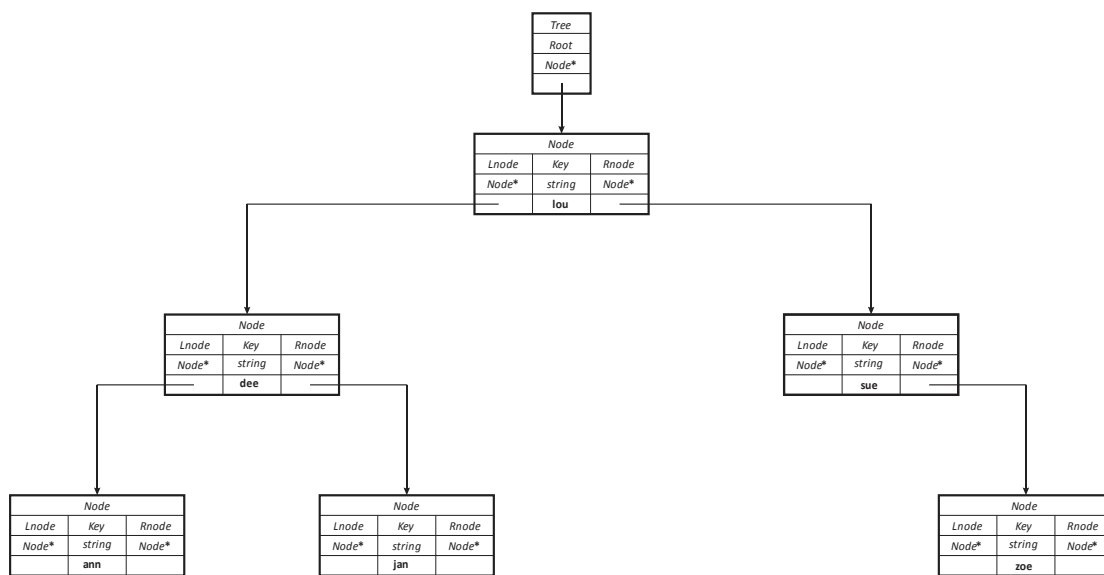 Tree
Root
Node*
Node
Lnode Key Rnode
Node* string Node*
lou
Node
Lnode Key Rnode
Node* string Node*
dee
Node
Lnode Key Rnode
Node* string Node*
sue
Node
Lnode Key Rnode
Node* string Node*
ann
Node
Lnode Key Rnode
Node* string Node*
jan
Node
Lnode Key Rnode
Node* string Node*
zoe